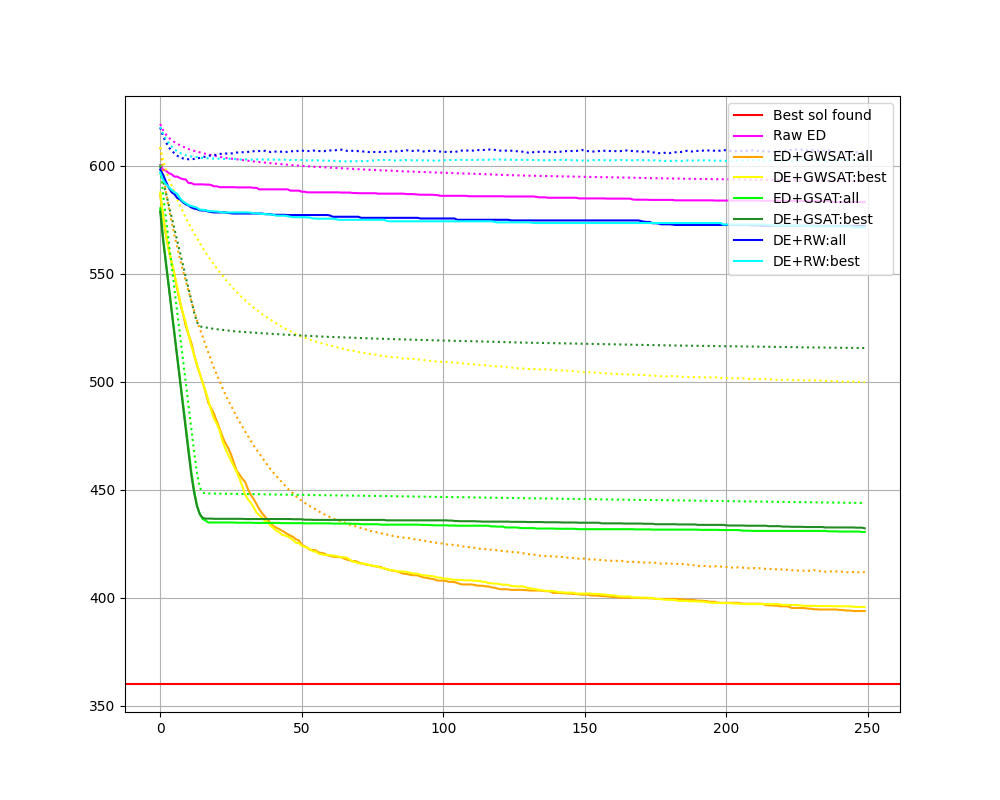 600
550
500
450
400
350
0 50 100 150 200 250
Best sol found
Raw ED
ED+GWSAT:all
DE+GWSAT:best
ED+GSAT:all
DE+GSAT:best
DE+RW:all
DE+RW:best